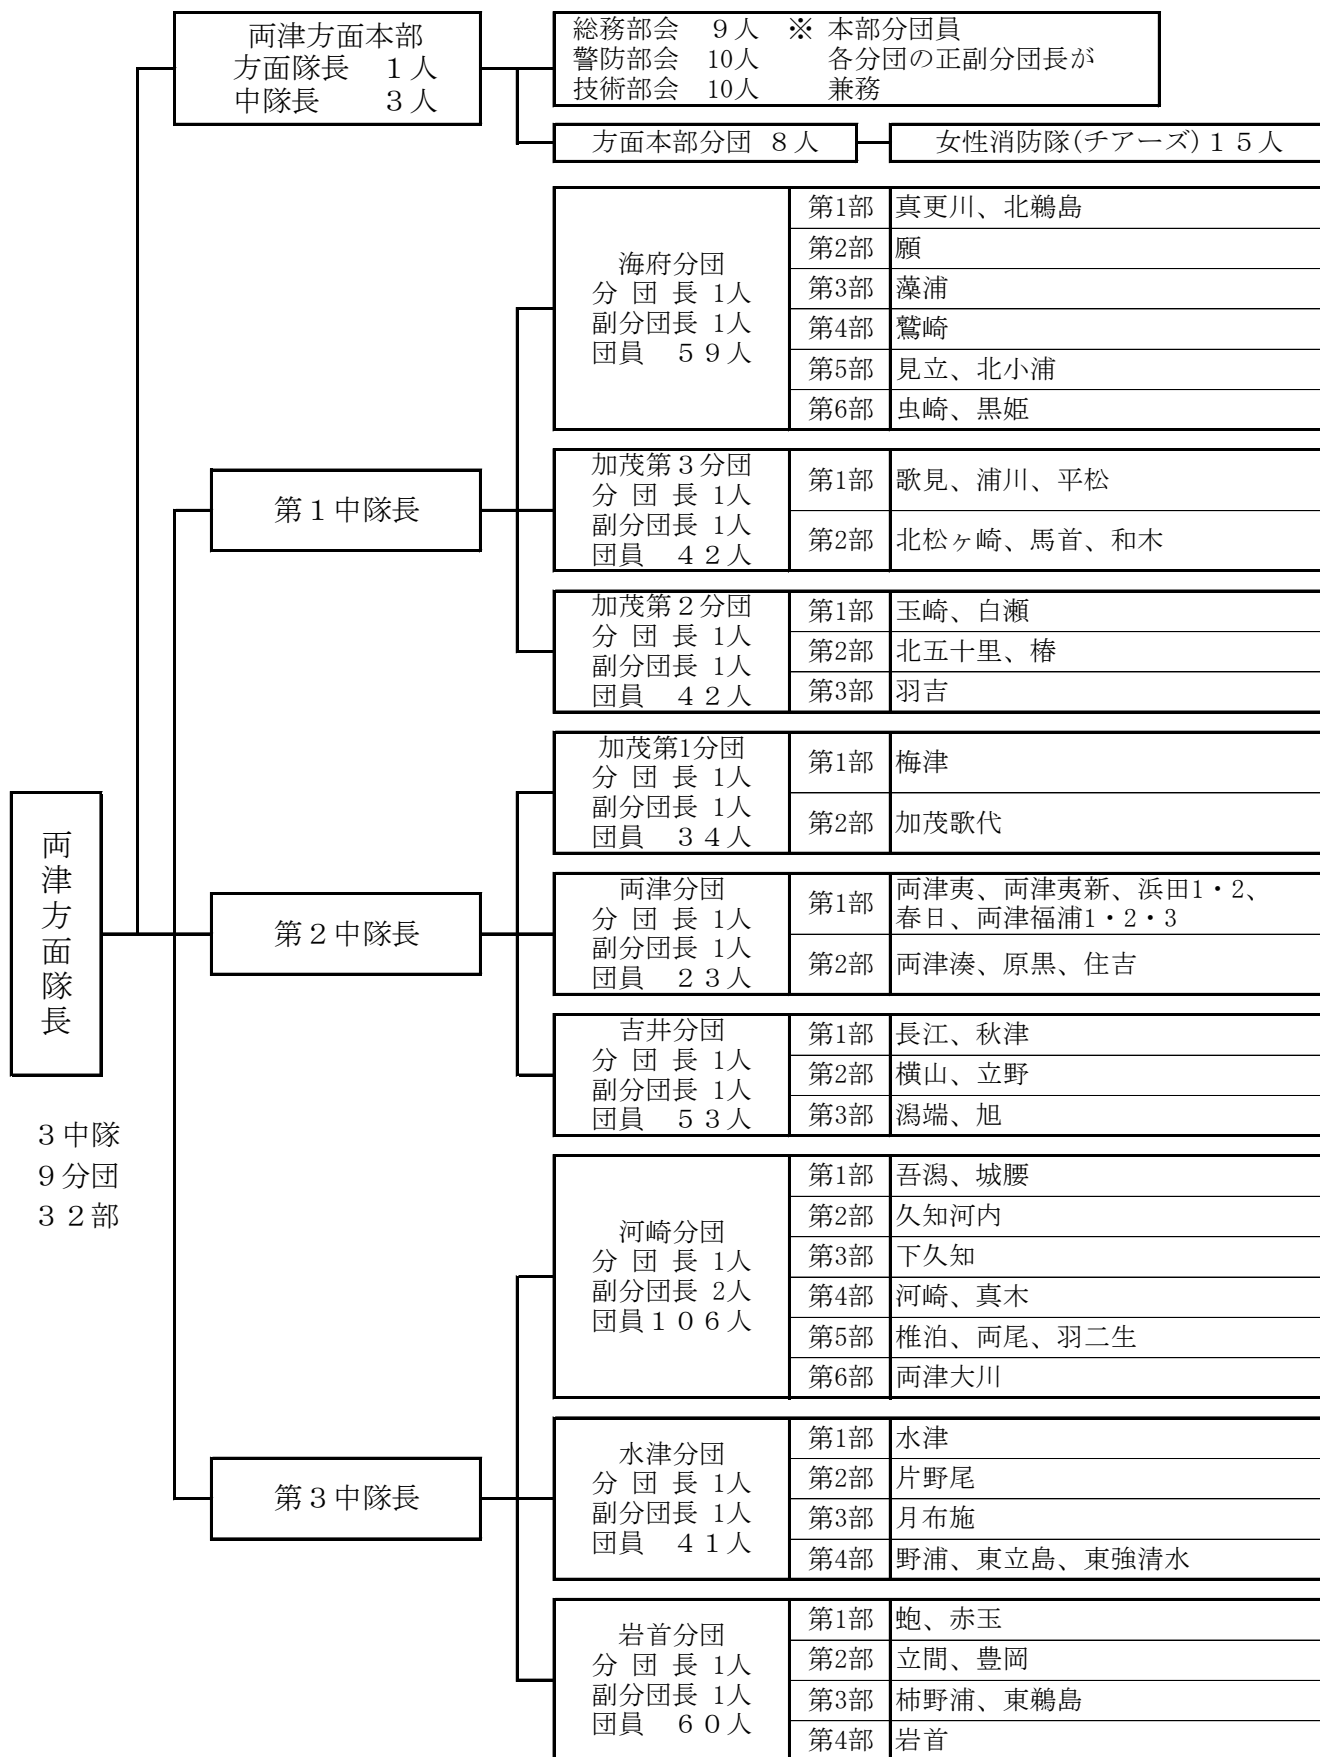 両津方面本部
方面隊長　１人
中隊長　　３人
総務部会　９人　※ 本部分団員
警防部会　10人　　各分団の正副分団長が
技術部会　10人　　兼務
方面本部分団 ８人
女性消防隊(チアーズ)１５人
両津方面隊長
３中隊
９分団
３２部
第１中隊長
海府分団
分 団 長 1人
副分団長 1人
団員　５９人
第1部 真更川、北鵜島
第2部 願
第3部 藻浦
第4部 鷲崎
第5部 見立、北小浦
第6部 虫崎、黒姫
加茂第３分団
分 団 長 1人
副分団長 1人
団員　４２人
第1部 歌見、浦川、平松
第2部 北松ヶ崎、馬首、和木
加茂第２分団
分 団 長 1人
副分団長 1人
団員　４２人
第1部 玉崎、白瀬
第2部 北五十里、椿
第3部 羽吉
第２中隊長
加茂第1分団
分 団 長 1人
副分団長 1人
団員　３４人
第1部 梅津
第2部 加茂歌代
両津分団
分 団 長 1人
副分団長 1人
団員　２３人
第1部 両津夷、両津夷新、浜田1・2、
春日、両津福浦1・2・3
第2部 両津湊、原黒、住吉
吉井分団
分 団 長 1人
副分団長 1人
団員　５３人
第1部 長江、秋津
第2部 横山、立野
第3部 潟端、旭
第３中隊長
河崎分団
分 団 長 1人
副分団長 2人
団員１０６人
第1部 吾潟、城腰
第2部 久知河内
第3部 下久知
第4部 河崎、真木
第5部 椎泊、両尾、羽二生
第6部 両津大川
水津分団
分 団 長 1人
副分団長 1人
団員　４１人
第1部 水津
第2部 片野尾
第3部 月布施
第4部 野浦、東立島、東強清水
岩首分団
分 団 長 1人
副分団長 1人
団員　６０人
第1部 蚫、赤玉
第2部 立間、豊岡
第3部 柿野浦、東鵜島
第4部 岩首